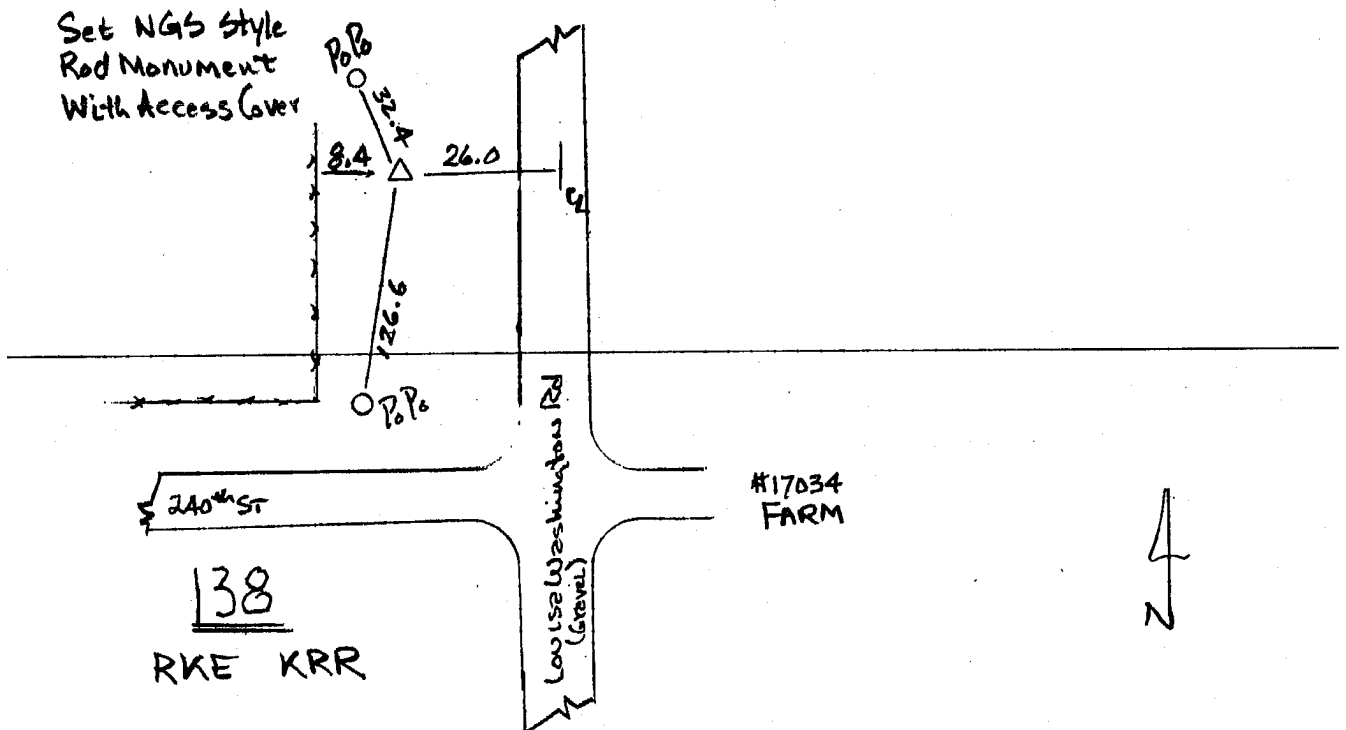 Set NGS Style
Rod Monument
With Access Cover
PoPo
32.4
8.4
26.0
℄
126.6
PoPo
Louisa Washington Rd
(Gravel)
240th ST
#17034
FARM
138
RKE KRR
N